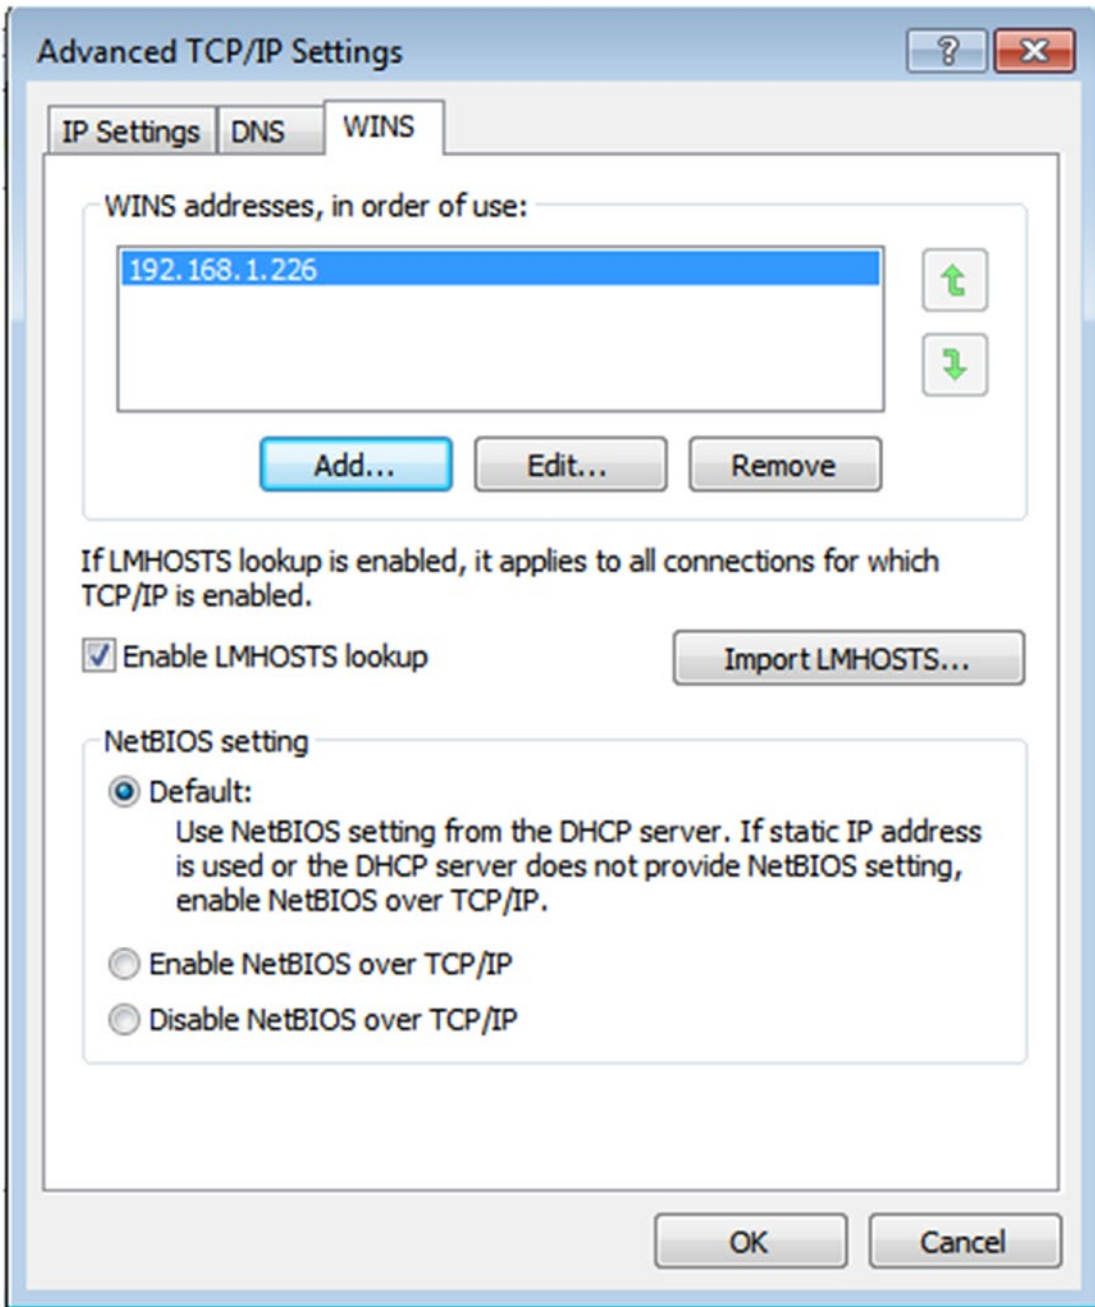 Advanced TCP/IP Settings
IP Settings
DNS
WINS
WINS addresses, in order of use:
192.168.1.226
Add...
Edit...
Remove
If LMHOSTS lookup is enabled, it applies to all connections for which
TCP/IP is enabled.
Enable LMHOSTS lookup
Import LMHOSTS...
NetBIOS setting
Default:
Use NetBIOS setting from the DHCP server. If static IP address
is used or the DHCP server does not provide NetBIOS setting,
enable NetBIOS over TCP/IP.
Enable NetBIOS over TCP/IP
Disable NetBIOS over TCP/IP
OK
Cancel